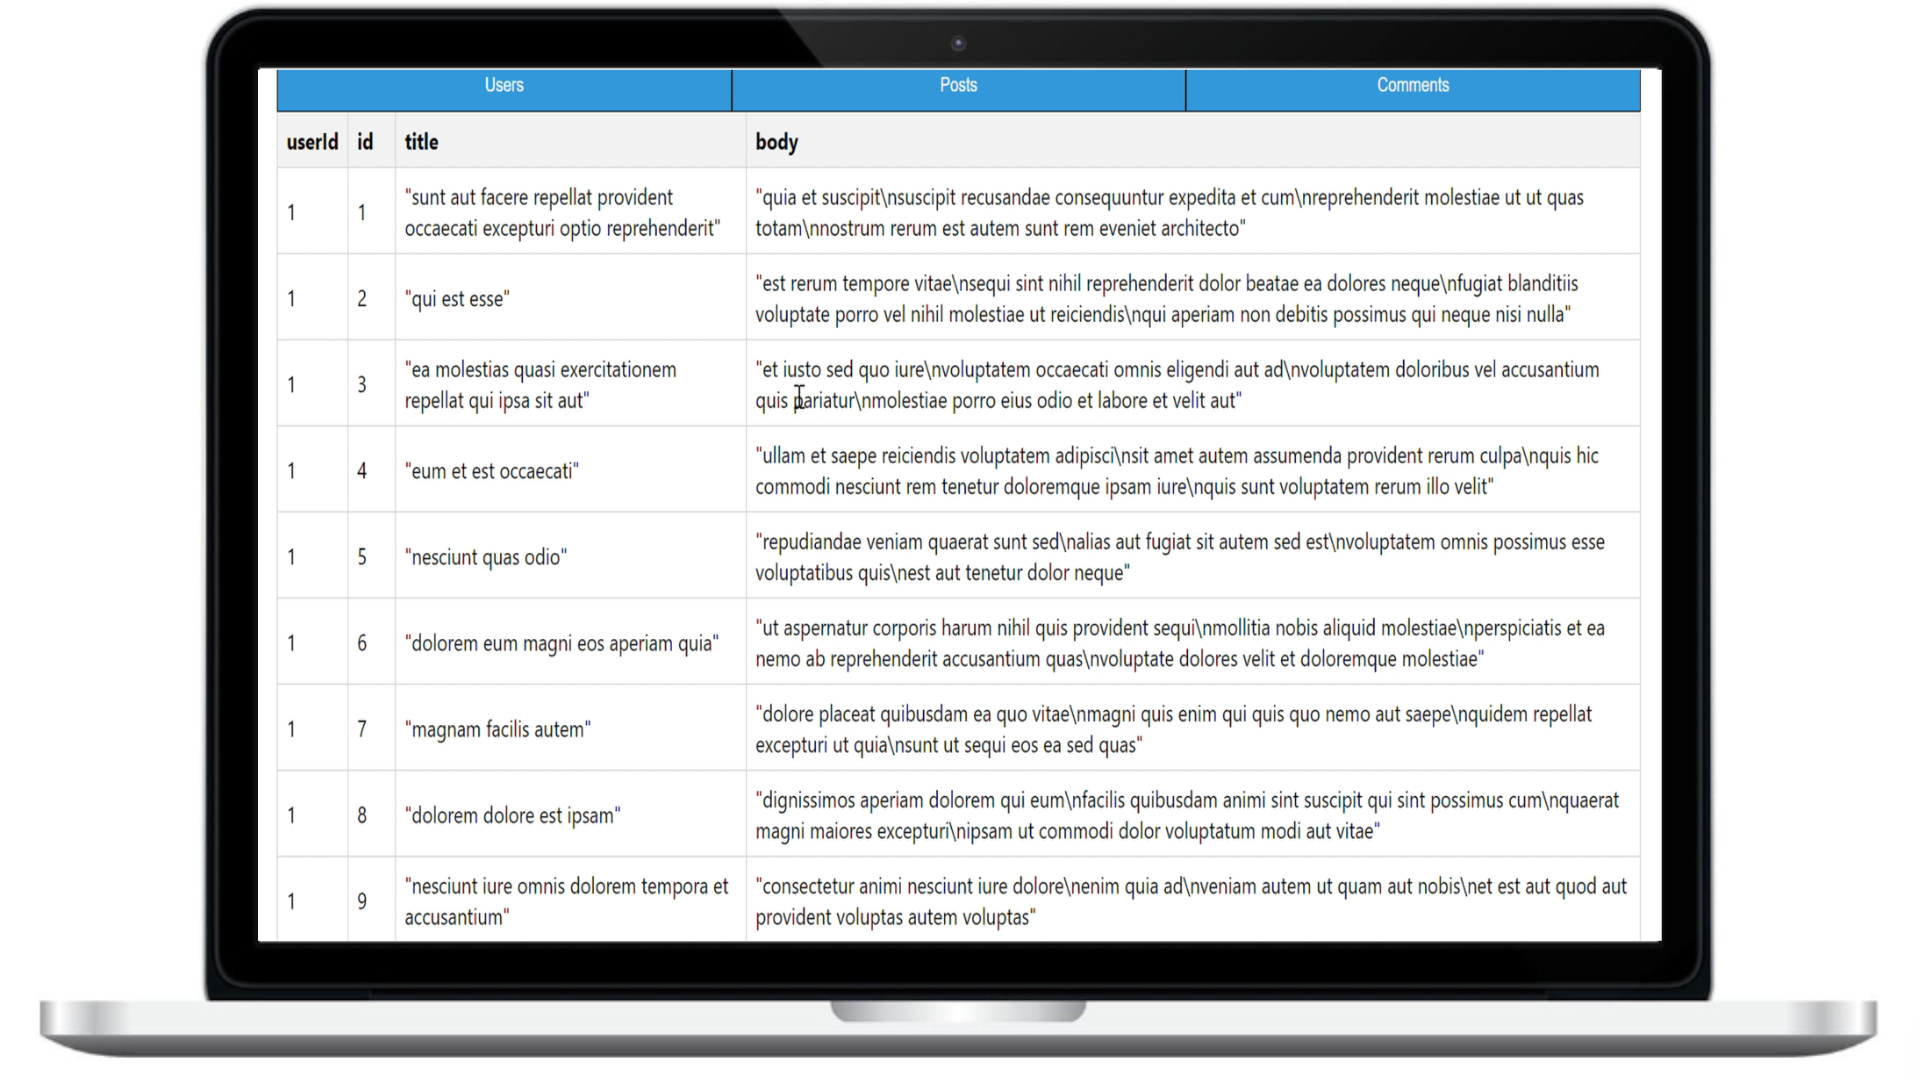 Users Posts Comments
userId id title body
1 1 "sunt aut facere repellat provident
occaecati excepturi optio reprehenderit"
"quia et suscipit\nsuscipit recusandae consequuntur expedita et cum\nreprehenderit molestiae ut ut quas
totam\nnostrum rerum est autem sunt rem eveniet architecto"
1 2 "qui est esse"
"est rerum tempore vitae\nsequi sint nihil reprehenderit dolor beatae ea dolores neque\nfugiat blanditiis
voluptate porro vel nihil molestiae ut reiciendis\nqui aperiam non debitis possimus qui neque nisi nulla"
1 3 "ea molestias quasi exercitationem
repellat qui ipsa sit aut"
"et iusto sed quo iure\nvoluptatem occaecati omnis eligendi aut ad\nvoluptatem doloribus vel accusantium
quis pariatur\nmolestiae porro eius odio et labore et velit aut"
1 4 "eum et est occaecati"
"ullam et saepe reiciendis voluptatem adipisci\nsit amet autem assumenda provident rerum culpa\nquis hic
commodi nesciunt rem tenetur doloremque ipsam iure\nquis sunt voluptatem rerum illo velit"
1 5 "nesciunt quas odio"
"repudiandae veniam quaerat sunt sed\nalias aut fugiat sit autem sed est\nvoluptatem omnis possimus esse
voluptatibus quis\nest aut tenetur dolor neque"
1 6 "dolorem eum magni eos aperiam quia"
"ut aspernatur corporis harum nihil quis provident sequi\nmollitia nobis aliquid molestiae\nperspiciatis et ea
nemo ab reprehenderit accusantium quas\nvoluptate dolores velit et doloremque molestiae"
1 7 "magnam facilis autem"
"dolore placeat quibusdam ea quo vitae\nmagni quis enim qui quis quo nemo aut saepe\nquidem repellat
excepturi ut quia\nsunt ut sequi eos ea sed quas"
1 8 "dolorem dolore est ipsam"
"dignissimos aperiam dolorem qui eum\nfacilis quibusdam animi sint suscipit qui sint possimus cum\nquaerat
magni maiores excepturi\nipsam ut commodi dolor voluptatum modi aut vitae"
1 9 "nesciunt iure omnis dolorem tempora et
accusantium"
"consectetur animi nesciunt iure dolore\nenim quia ad\nveniam autem ut quam aut nobis\net est aut quod aut
provident voluptas autem voluptas"